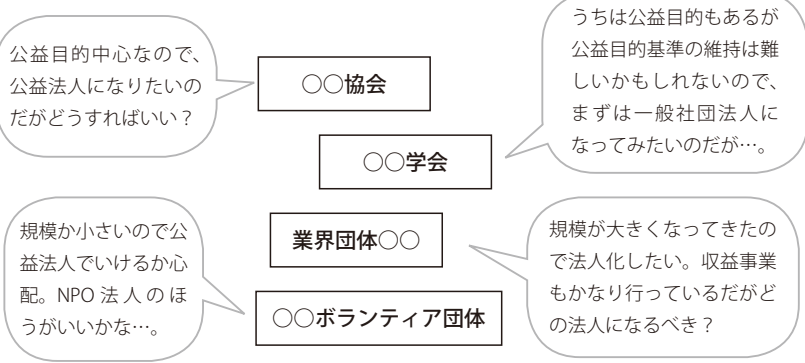 公益目的中心なので、
公益法人になりたいの
だがどうすればいい？
○○協会
うちは公益目的もあるが
公益目的基準の維持は難
しいかもしれないので、
まずは一般社団法人に
なってみたいのだが…。
○○学会
業界団体○○
規模が大きくなってきたの
で法人化したい。収益事業
もかなり行っているだがど
の法人になるべき？
規模か小さいので公
益法人でいけるか心
配。NPO法人のほ
うがいいかな…。
○○ボランティア団体